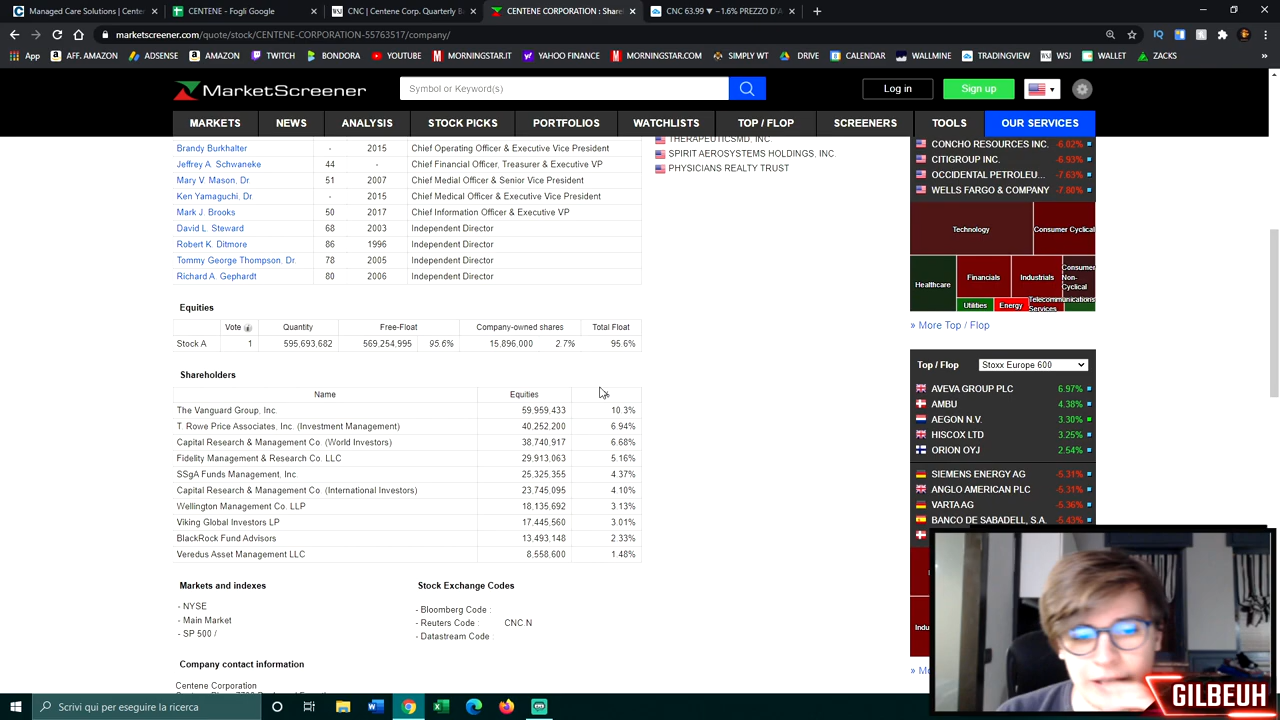 Managed Care Solutions | Center
CENTENE - Fogli Google
CNC | Centene Corp. Quarterly Ba
CENTENE CORPORATION : Share
CNC 63.99 ▼ −1.6% PREZZO D'A
marketscreener.com/quote/stock/CENTENE-CORPORATION-55763517/company/
App AFF. AMAZON ADSENSE AMAZON TWITCH BONDORA YOUTUBE MORNINGSTAR.IT YAHOO FINANCE MORNINGSTAR.COM SIMPLY WT DRIVE CALENDAR WALLMINE TRADINGVIEW WSJ WALLET ZACKS »
MarketScreener
Symbol or Keyword(s)
Log in
Sign up
MARKETS NEWS ANALYSIS STOCK PICKS PORTFOLIOS WATCHLISTS TOP / FLOP SCREENERS TOOLS OUR SERVICES
Brandy Burkhalter - 2015 Chief Operating Officer & Executive Vice President
Jeffrey A. Schwaneke 44 - Chief Financial Officer, Treasurer & Executive VP
Mary V. Mason, Dr. 51 2007 Chief Medial Officer & Senior Vice President
Ken Yamaguchi, Dr. - 2015 Chief Medical Officer & Executive Vice President
Mark J. Brooks 50 2017 Chief Information Officer & Executive VP
David L. Steward 68 2003 Independent Director
Robert K. Ditmore 86 1996 Independent Director
Tommy George Thompson, Dr. 78 2005 Independent Director
Richard A. Gephardt 80 2006 Independent Director
THERAPEUTICSMD, INC.
SPIRIT AEROSYSTEMS HOLDINGS, INC.
PHYSICIANS REALTY TRUST
Equities
Vote Quantity Free-Float Company-owned shares Total Float
Stock A 1 595,693,682 569,254,995 95.6% 15,896,000 2.7% 95.6%
Shareholders
Name Equities %
The Vanguard Group, Inc. 59,959,433 10.3%
T. Rowe Price Associates, Inc. (Investment Management) 40,252,200 6.94%
Capital Research & Management Co. (World Investors) 38,740,917 6.68%
Fidelity Management & Research Co. LLC 29,913,063 5.16%
SSgA Funds Management, Inc. 25,325,355 4.37%
Capital Research & Management Co. (International Investors) 23,745,095 4.10%
Wellington Management Co. LLP 18,135,692 3.13%
Viking Global Investors LP 17,445,560 3.01%
BlackRock Fund Advisors 13,493,148 2.33%
Veredus Asset Management LLC 8,558,600 1.48%
Markets and indexes
- NYSE
- Main Market
- SP 500 /
Stock Exchange Codes
- Bloomberg Code :
- Reuters Code : CNC.N
- Datastream Code :
Company contact information
Centene Corporation
CONCHO RESOURCES INC. -6.02%
CITIGROUP INC. -6.93%
OCCIDENTAL PETROLEU... -7.63%
WELLS FARGO & COMPANY -7.80%
Technology
Consumer Cyclical
Healthcare
Financials
Industrials
Consumer Non-Cyclical
Utilities
Energy
Telecommunications Services
» More Top / Flop
Top / Flop Stoxx Europe 600
AVEVA GROUP PLC 6.97%
AMBU 4.38%
AEGON N.V. 3.30%
HISCOX LTD 3.25%
ORION OYJ 2.54%
SIEMENS ENERGY AG -5.31%
ANGLO AMERICAN PLC -5.31%
VARTA AG -5.36%
BANCO DE SABADELL, S.A. -5.43%
Indu
» Mo
GILBEUH
Scrivi qui per eseguire la ricerca